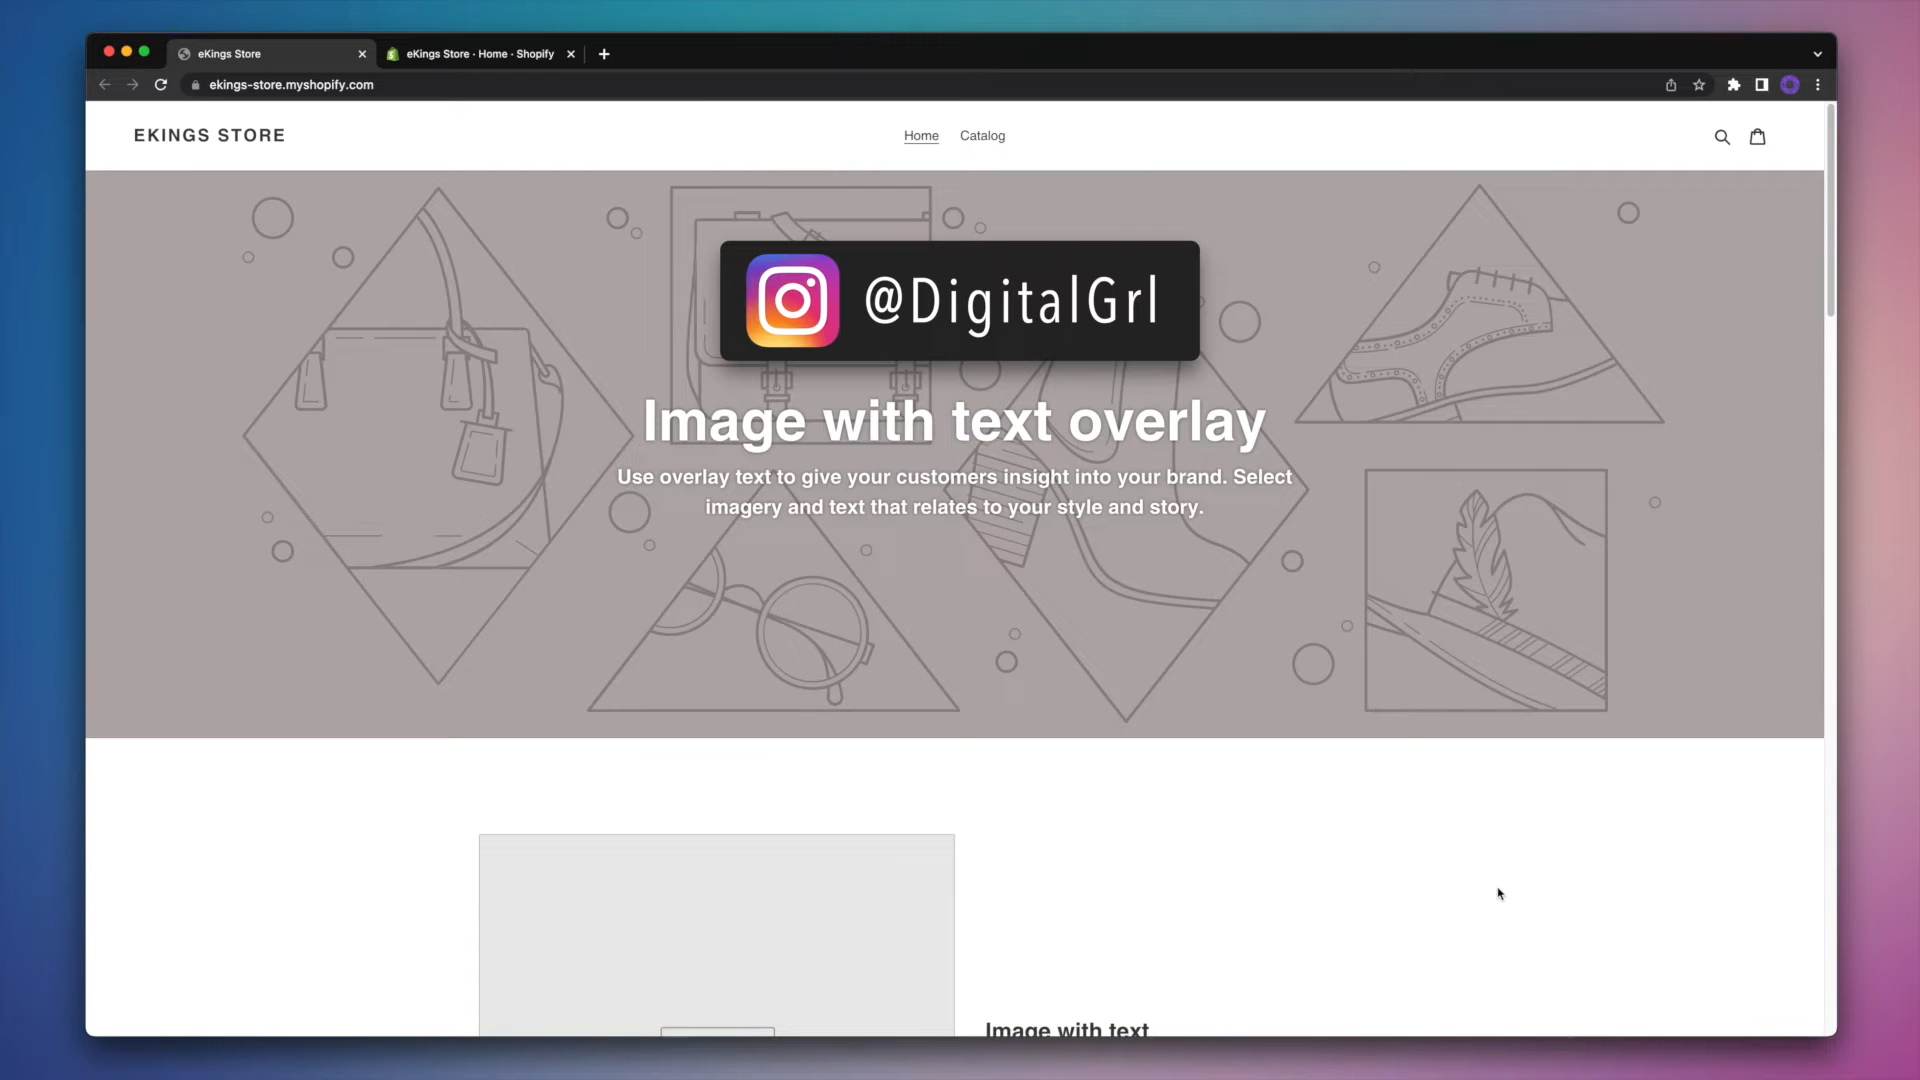 eKings Store
eKings Store · Home · Shopify
ekings-store.myshopify.com
EKINGS STORE
Home
Catalog
@DigitalGrl
Image with text overlay
Use overlay text to give your customers insight into your brand. Select
imagery and text that relates to your style and story.
Image with text